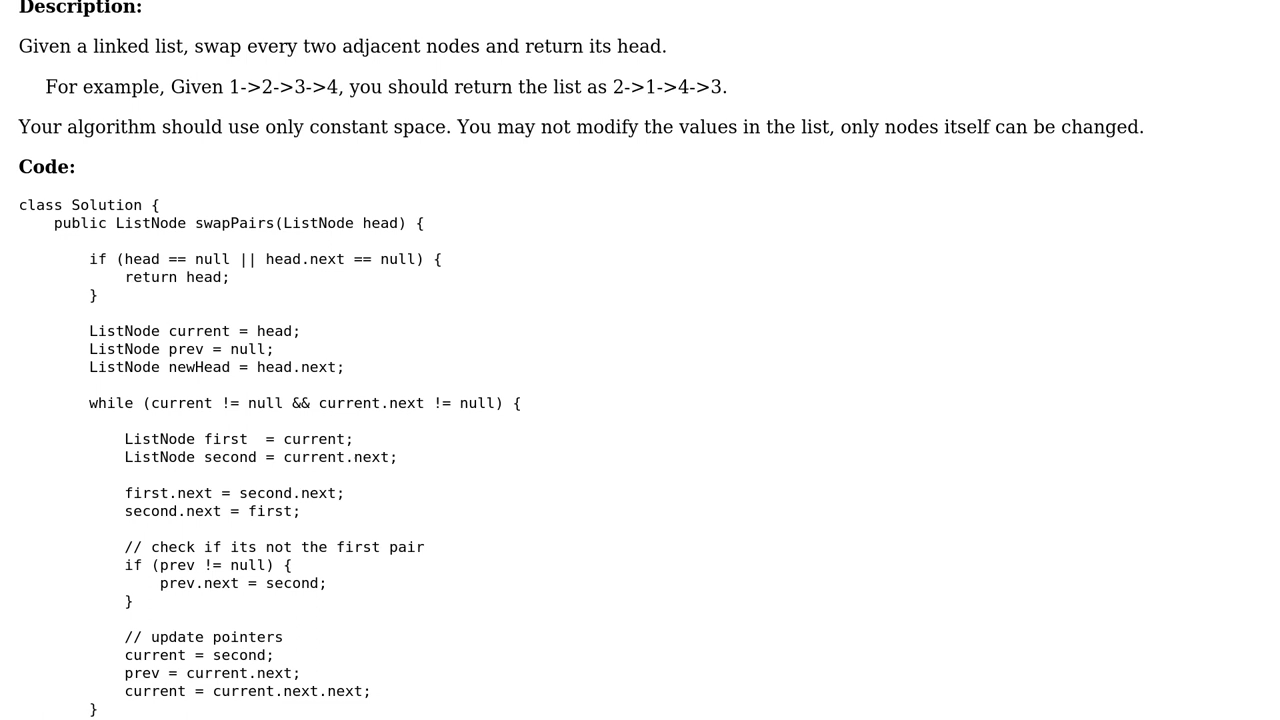 Description:
Given a linked list, swap every two adjacent nodes and return its head.
For example, Given 1->2->3->4, you should return the list as 2->1->4->3.
Your algorithm should use only constant space. You may not modify the values in the list, only nodes itself can be changed.
Code:
class Solution {
    public ListNode swapPairs(ListNode head) {
        if (head == null || head.next == null) {
            return head;
        }
        ListNode current = head;
        ListNode prev = null;
        ListNode newHead = head.next;
        while (current != null && current.next != null) {
            ListNode first  = current;
            ListNode second = current.next;
            first.next = second.next;
            second.next = first;
            // check if its not the first pair
            if (prev != null) {
                prev.next = second;
            }
            // update pointers
            current = second;
            prev = current.next;
            current = current.next.next;
        }